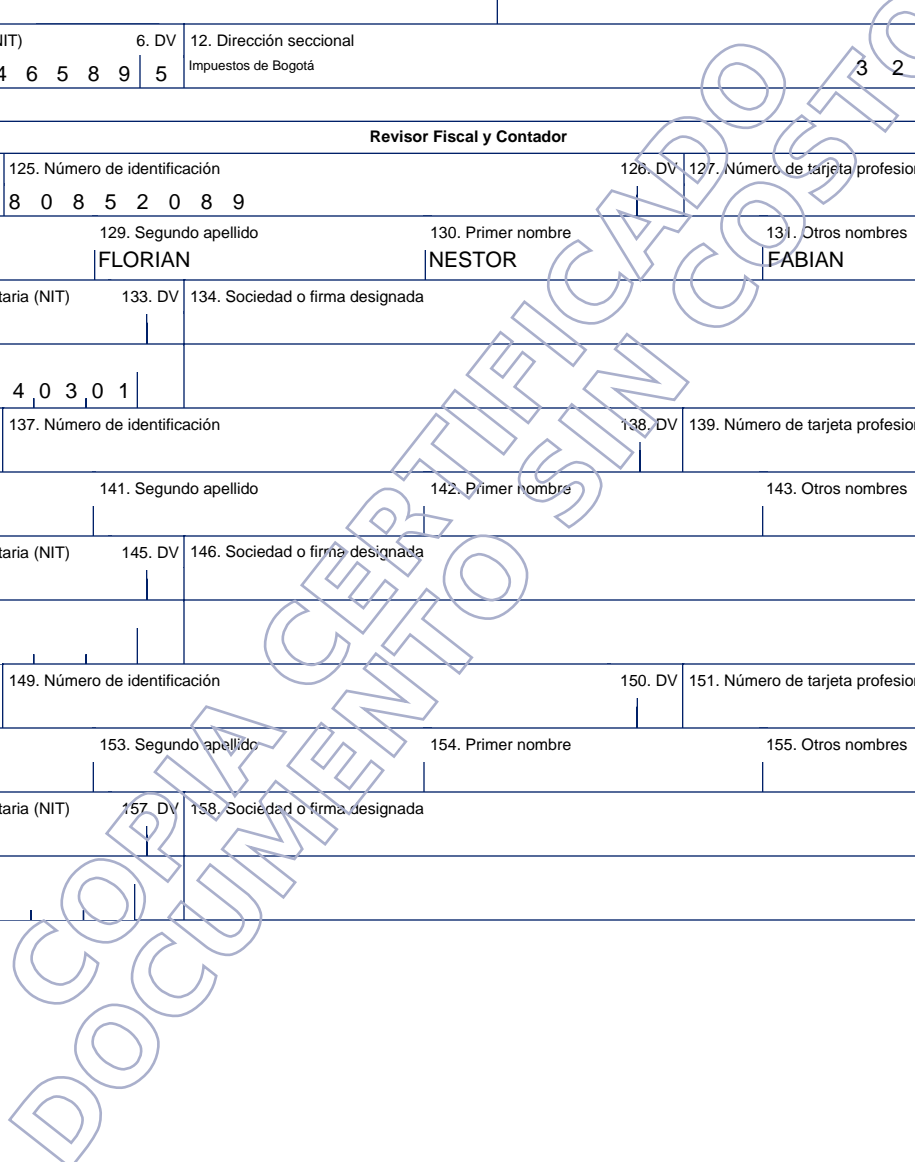 NIT) 6. DV 12. Dirección seccional
4 6 5 8 9 5 Impuestos de Bogotá 3 2
Revisor Fiscal y Contador
125. Número de identificación 126. DV 127. Número de tarjeta profesion
8 0 8 5 2 0 8 9
129. Segundo apellido 130. Primer nombre 131. Otros nombres
FLORIAN NESTOR FABIAN
taria (NIT) 133. DV 134. Sociedad o firma designada
4 0 3 0 1
137. Número de identificación 138. DV 139. Número de tarjeta profesion
141. Segundo apellido 142. Primer nombre 143. Otros nombres
taria (NIT) 145. DV 146. Sociedad o firma designada
149. Número de identificación 150. DV 151. Número de tarjeta profesion
153. Segundo apellido 154. Primer nombre 155. Otros nombres
taria (NIT) 157. DV 158. Sociedad o firma designada
COPIA CERTIFICADO
DOCUMENTO SIN COSTO